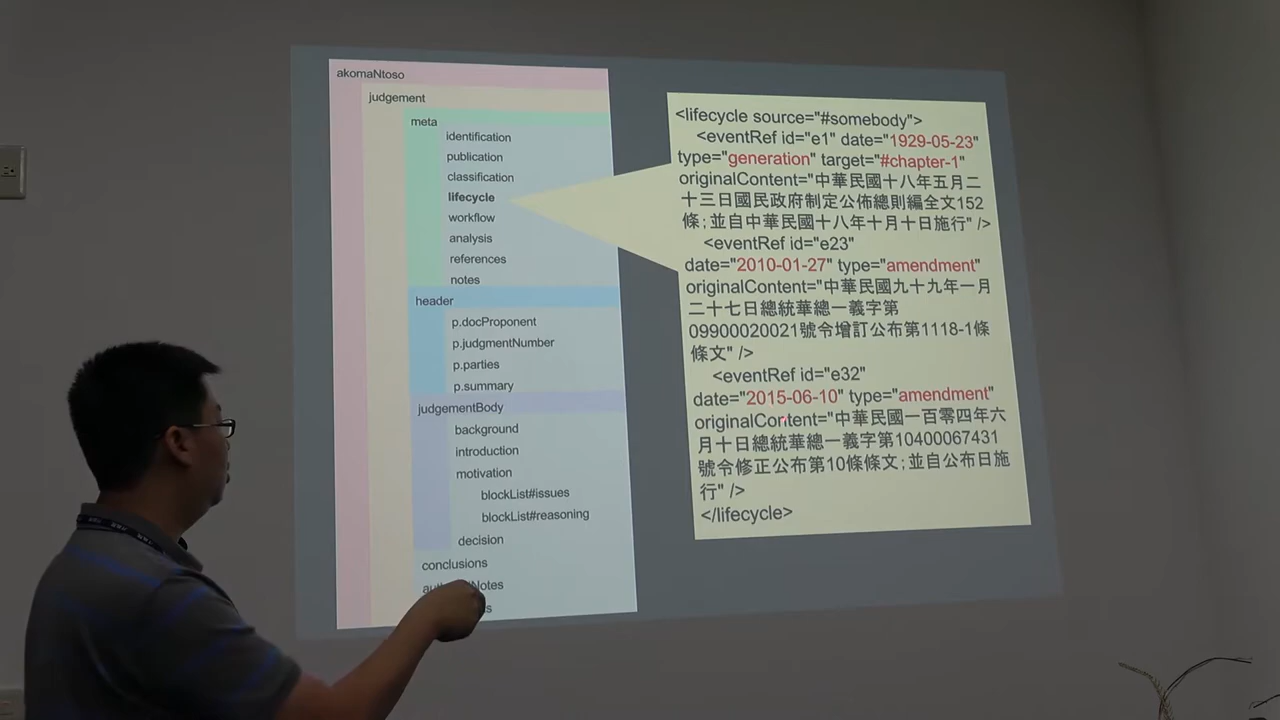 akomaNtoso
judgement
meta
identification
publication
classification
lifecycle
workflow
analysis
references
notes
header
p.docProponent
p.judgmentNumber
p.parties
p.summary
judgementBody
background
introduction
motivation
blockList#issues
blockList#reasoning
decision
conclusions
<lifecycle source="#somebody">
<eventRef id="e1" date="1929-05-23"
type="generation" target="#chapter-1"
originalContent="中華民國十八年五月二
十三日國民政府制定公佈總則編全文152
條;並自中華民國十八年十月十日施行" />
<eventRef id="e23"
date="2010-01-27" type="amendment"
originalContent="中華民國九十九年一月
二十七日總統華總一義字第
09900020021號令增訂公布第1118-1條
條文" />
<eventRef id="e32"
date="2015-06-10" type="amendment"
originalContent="中華民國一百零四年六
月十日總統華總一義字第10400067431
號令修正公布第10條條文;並自公布日施
行" />
</lifecycle>